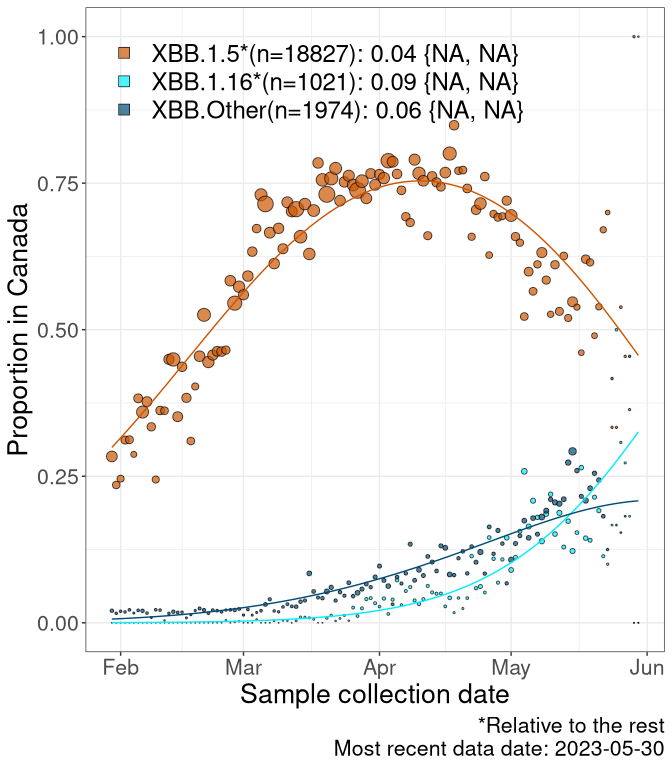 1.00
XBB.1.5*(n=18827): 0.04 {NA, NA}
XBB.1.16*(n=1021): 0.09 {NA, NA}
XBB.Other(n=1974): 0.06 {NA, NA}
0.75
0.50
0.25
0.00
Proportion in Canada
Feb Mar Apr May Jun
Sample collection date
*Relative to the rest
Most recent data date: 2023-05-30